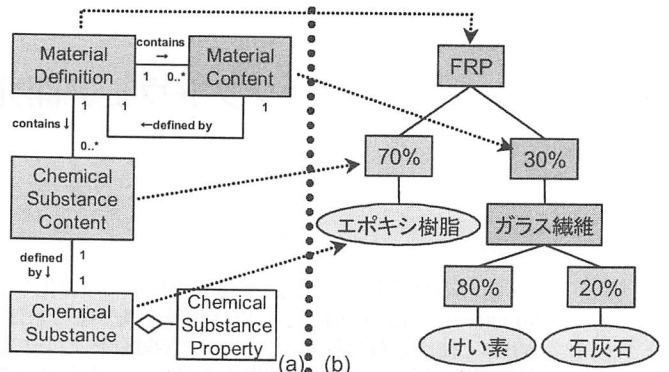 contains
→
Material
Definition
1
0..*
Material
Content
1
1
1
←defined by
contains ↓
0..*
Chemical
Substance
Content
defined
by ↓
1
1
Chemical
Substance
Chemical
Substance
Property
(a)
(b)
FRP
70%
30%
エポキシ樹脂
ガラス繊維
80%
20%
けい素
石灰石